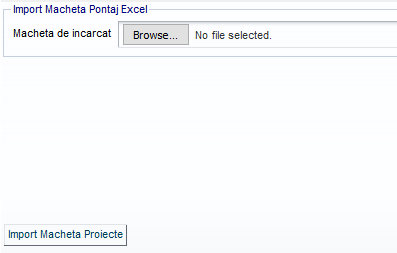 Import Macheta Pontaj Excel
Macheta de incarcat Browse... No file selected.
Import Macheta Proiecte